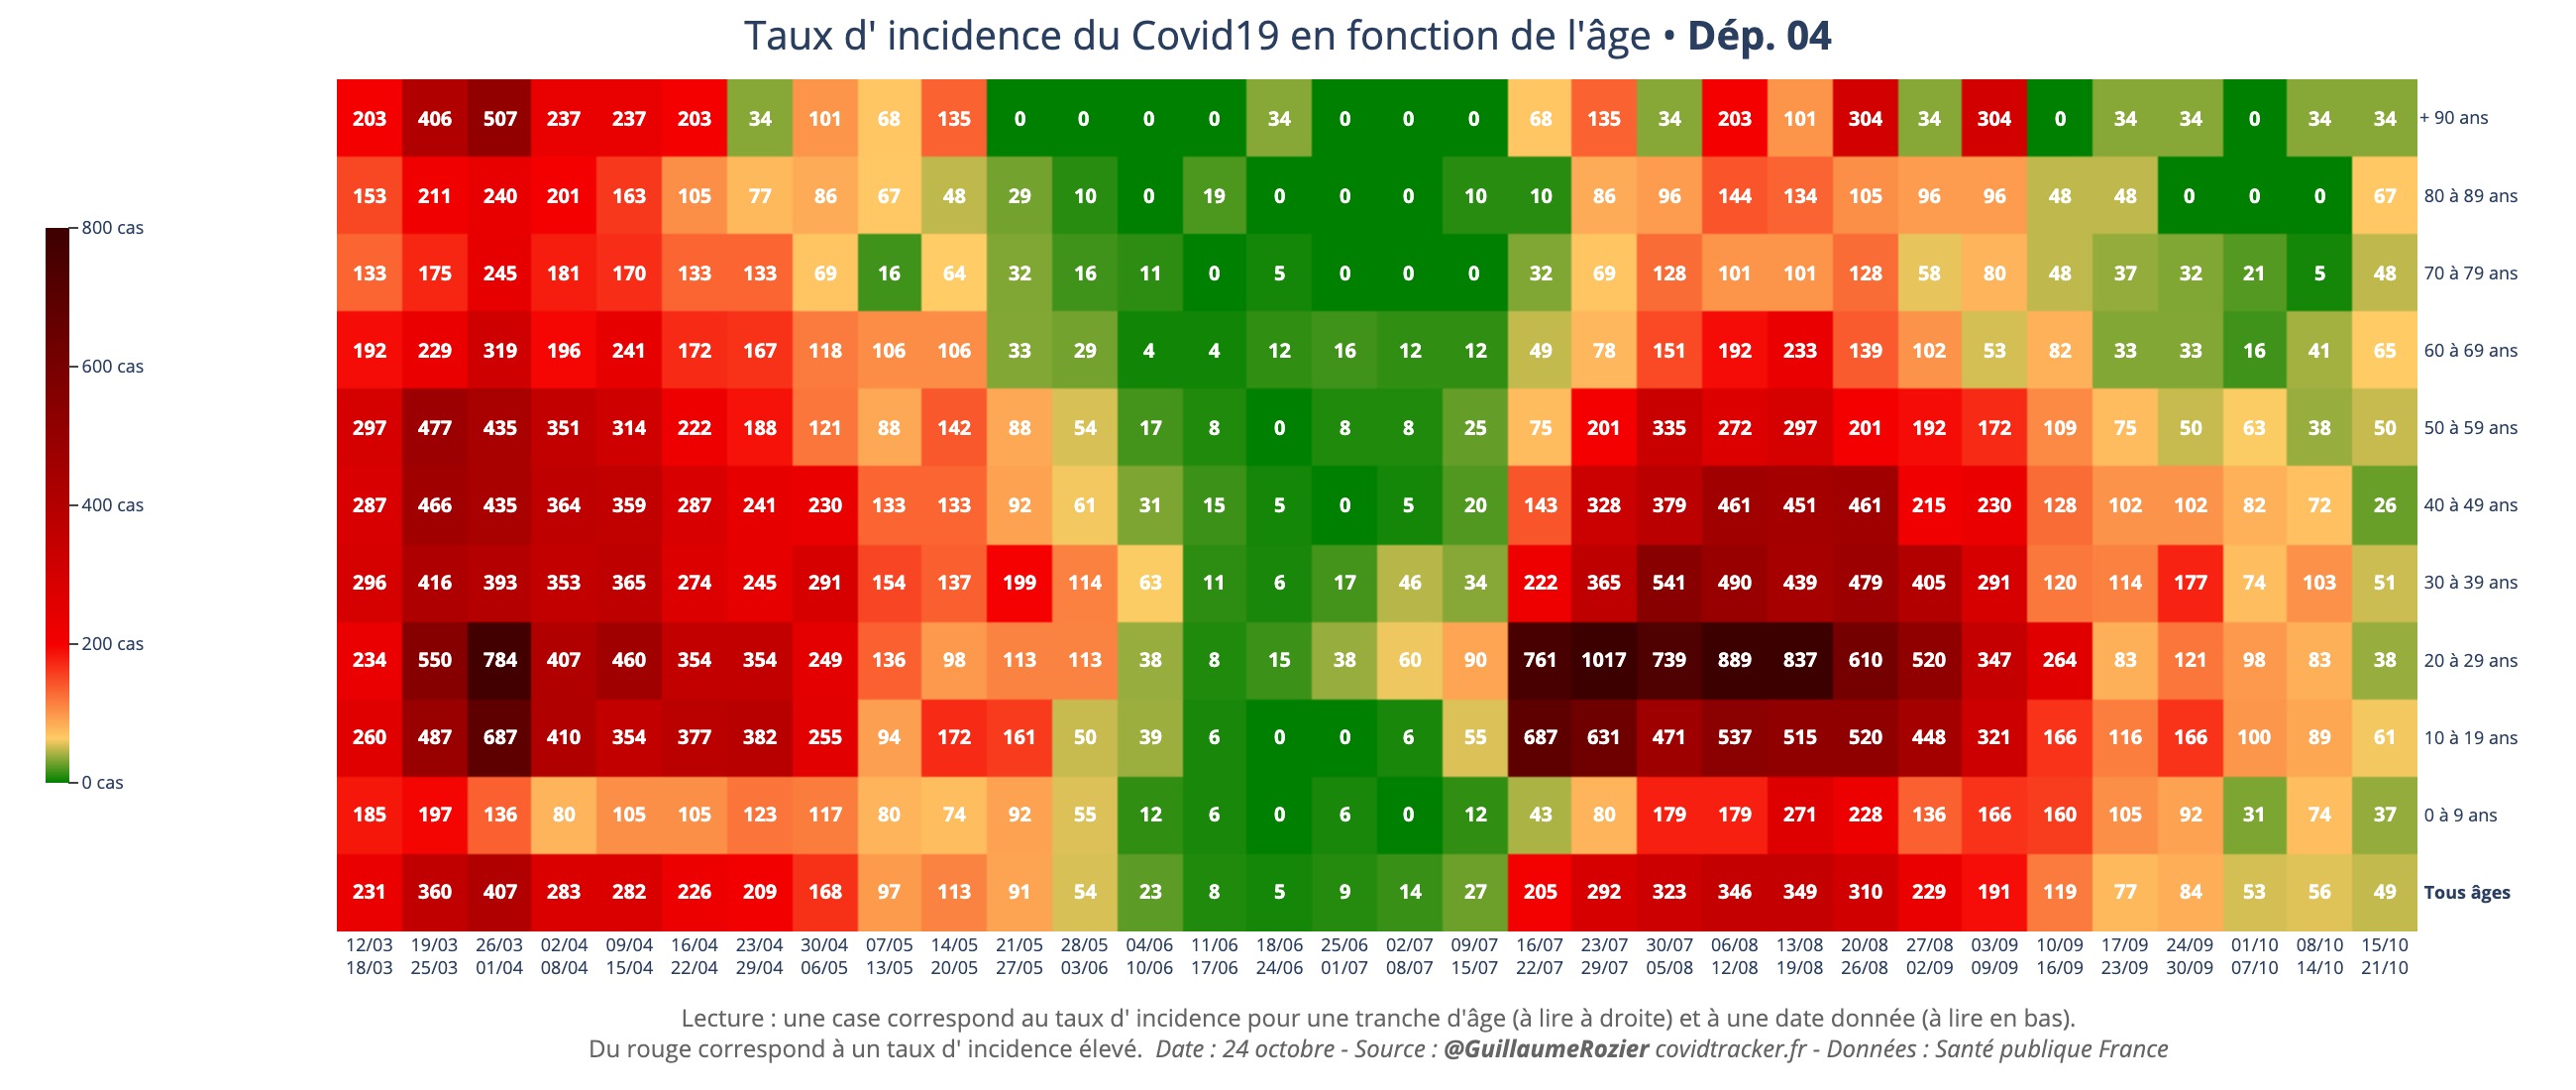 Taux d' incidence du Covid19 en fonction de l'âge • Dép. 04
800 cas
600 cas
400 cas
200 cas
0 cas
203 406 507 237 237 203 34 101 68 135 0 0 0 0 34 0 0 0 68 135 34 203 101 304 34 304 0 34 34 0 34 34 + 90 ans
153 211 240 201 163 105 77 86 67 48 29 10 0 19 0 0 0 10 10 86 96 144 134 105 96 96 48 48 0 0 0 67 80 à 89 ans
133 175 245 181 170 133 133 69 16 64 32 16 11 0 5 0 0 0 32 69 128 101 101 128 58 80 48 37 32 21 5 48 70 à 79 ans
192 229 319 196 241 172 167 118 106 106 33 29 4 4 12 16 12 12 49 78 151 192 233 139 102 53 82 33 33 16 41 65 60 à 69 ans
297 477 435 351 314 222 188 121 88 142 88 54 17 8 0 8 8 25 75 201 335 272 297 201 192 172 109 75 50 63 38 50 50 à 59 ans
287 466 435 364 359 287 241 230 133 133 92 61 31 15 5 0 5 20 143 328 379 461 451 461 215 230 128 102 102 82 72 26 40 à 49 ans
296 416 393 353 365 274 245 291 154 137 199 114 63 11 6 17 46 34 222 365 541 490 439 479 405 291 120 114 177 74 103 51 30 à 39 ans
234 550 784 407 460 354 354 249 136 98 113 113 38 8 15 38 60 90 761 1017 739 889 837 610 520 347 264 83 121 98 83 38 20 à 29 ans
260 487 687 410 354 377 382 255 94 172 161 50 39 6 0 0 6 55 687 631 471 537 515 520 448 321 166 116 166 100 89 61 10 à 19 ans
185 197 136 80 105 105 123 117 80 74 92 55 12 6 0 6 0 12 43 80 179 179 271 228 136 166 160 105 92 31 74 37 0 à 9 ans
231 360 407 283 282 226 209 168 97 113 91 54 23 8 5 9 14 27 205 292 323 346 349 310 229 191 119 77 84 53 56 49 Tous âges
12/03 19/03 26/03 02/04 09/04 16/04 23/04 30/04 07/05 14/05 21/05 28/05 04/06 11/06 18/06 25/06 02/07 09/07 16/07 23/07 30/07 06/08 13/08 20/08 27/08 03/09 10/09 17/09 24/09 01/10 08/10 15/10
18/03 25/03 01/04 08/04 15/04 22/04 29/04 06/05 13/05 20/05 27/05 03/06 10/06 17/06 24/06 01/07 08/07 15/07 22/07 29/07 05/08 12/08 19/08 26/08 02/09 09/09 16/09 23/09 30/09 07/10 14/10 21/10
Lecture : une case correspond au taux d' incidence pour une tranche d'âge (à lire à droite) et à une date donnée (à lire en bas).
Du rouge correspond à un taux d' incidence élevé. Date : 24 octobre - Source : @GuillaumeRozier covidtracker.fr - Données : Santé publique France